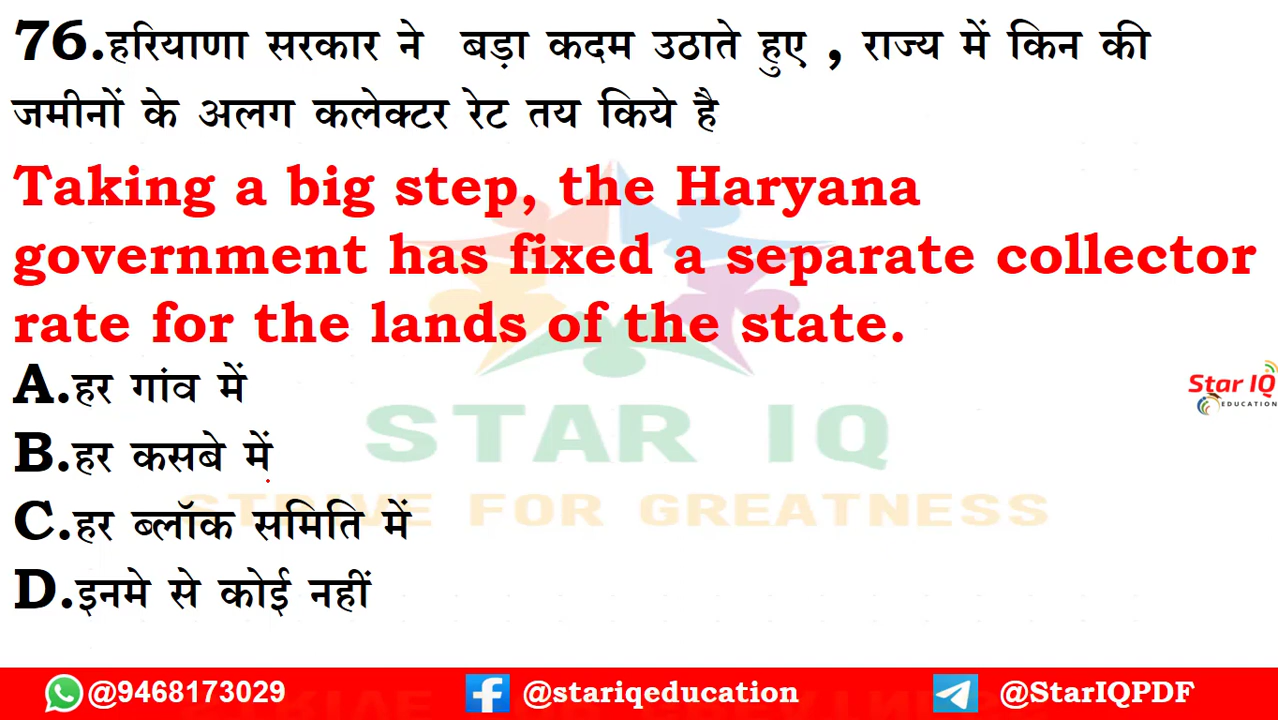 76.हरियाणा सरकार ने  बड़ा कदम उठाते हुए , राज्य में किन की
जमीनों के अलग कलेक्टर रेट तय किये है
Taking a big step, the Haryana
government has fixed a separate collector
rate for the lands of the state.
A.हर गांव में
Star IQ
EDUCATION
STAR IQ
B.हर कसबे में
STRIVE FOR GREATNESS
C.हर ब्लॉक समिति में
D.इनमे से कोई नहीं
@9468173029 @stariqeducation @StarIQPDF